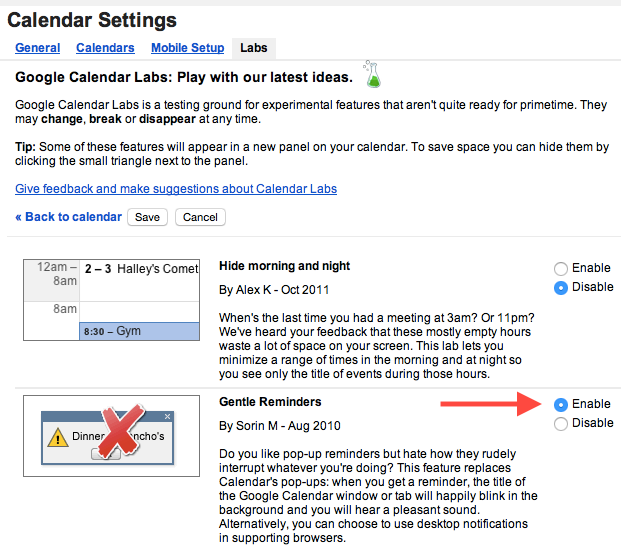 Calendar Settings
General Calendars Mobile Setup Labs
Google Calendar Labs: Play with our latest ideas.
Google Calendar Labs is a testing ground for experimental features that aren't quite ready for primetime. They
may change, break or disappear at any time.
Tip: Some of these features will appear in a new panel on your calendar. To save space you can hide them by
clicking the small triangle next to the panel.
Give feedback and make suggestions about Calendar Labs
« Back to calendar Save Cancel
12am –
8am
2 – 3 Halley's Comet
8am
8:30 – Gym
Hide morning and night
By Alex K - Oct 2011
When's the last time you had a meeting at 3am? Or 11pm?
We've heard your feedback that these mostly empty hours
waste a lot of space on your screen. This lab lets you
minimize a range of times in the morning and at night so
you see only the title of events during those hours.
Enable
Disable
Dinner ncho's
Gentle Reminders
By Sorin M - Aug 2010
Do you like pop-up reminders but hate how they rudely
interrupt whatever you're doing? This feature replaces
Calendar's pop-ups: when you get a reminder, the title of
the Google Calendar window or tab will happily blink in the
background and you will hear a pleasant sound.
Alternatively, you can choose to use desktop notifications
in supporting browsers.
Enable
Disable